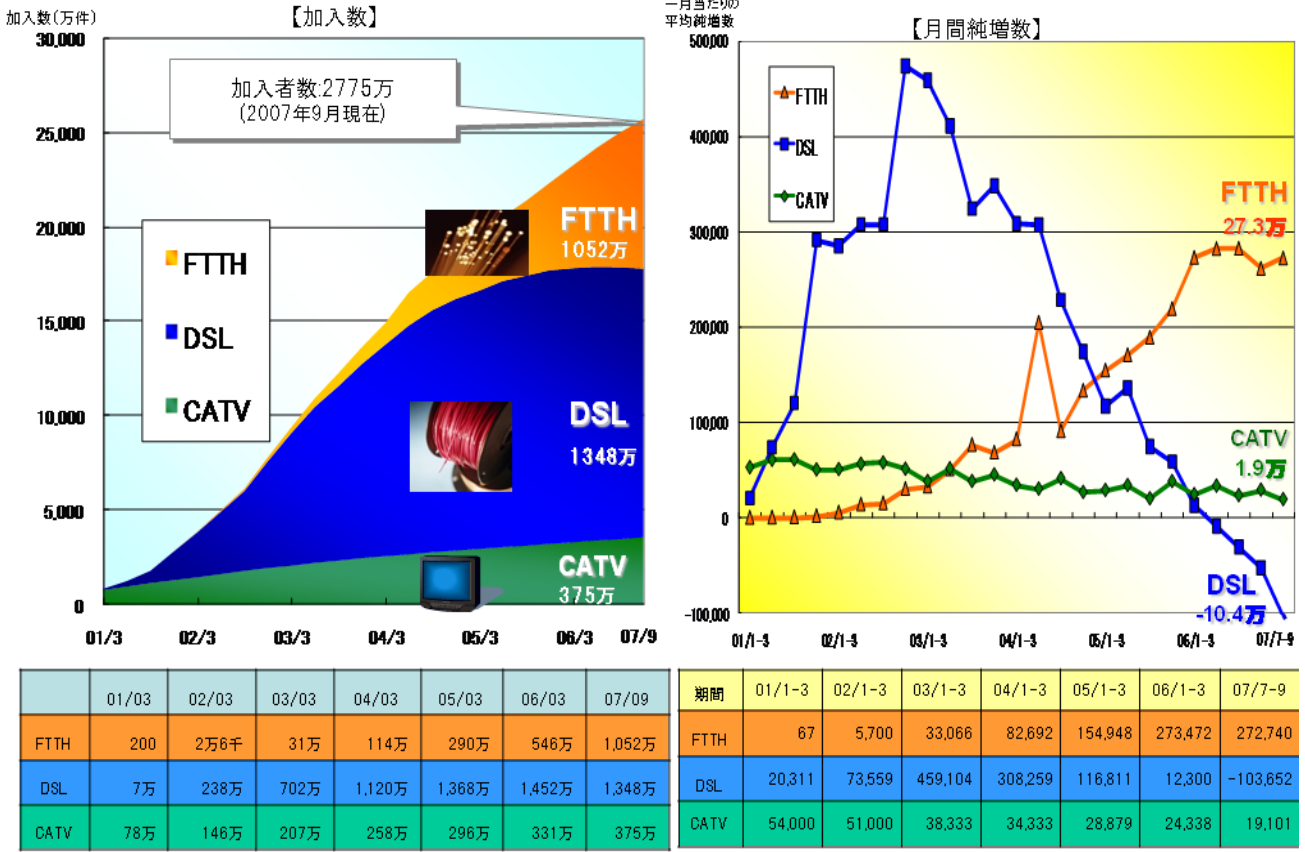 加入数(万件)
【加入数】
30,000
25,000
20,000
15,000
10,000
5,000
0
加入者数:2775万
(2007年9月現在)
FTTH
DSL
CATV
FTTH
1052万
DSL
1348万
CATV
375万
01/3 02/3 03/3 04/3 05/3 06/3 07/9
01/03 02/03 03/03 04/03 05/03 06/03 07/09
FTTH 200 2万6千 31万 114万 290万 546万 1,052万
DSL 7万 238万 702万 1,120万 1,368万 1,452万 1,348万
CATV 78万 146万 207万 258万 296万 331万 375万
一月当たりの
平均純増数
【月間純増数】
500,000
400,000
300,000
200,000
100,000
0
-100,000
FTTH
DSL
CATV
FTTH
27.3万
CATV
1.9万
DSL
-10.4万
01/1-3 02/1-3 03/1-3 04/1-3 05/1-3 06/1-3 07/7-9
期間 01/1-3 02/1-3 03/1-3 04/1-3 05/1-3 06/1-3 07/7-9
FTTH 67 5,700 33,066 82,692 154,948 273,472 272,740
DSL 20,311 73,559 459,104 308,259 116,811 12,300 -103,652
CATV 54,000 51,000 38,333 34,333 28,879 24,338 19,101